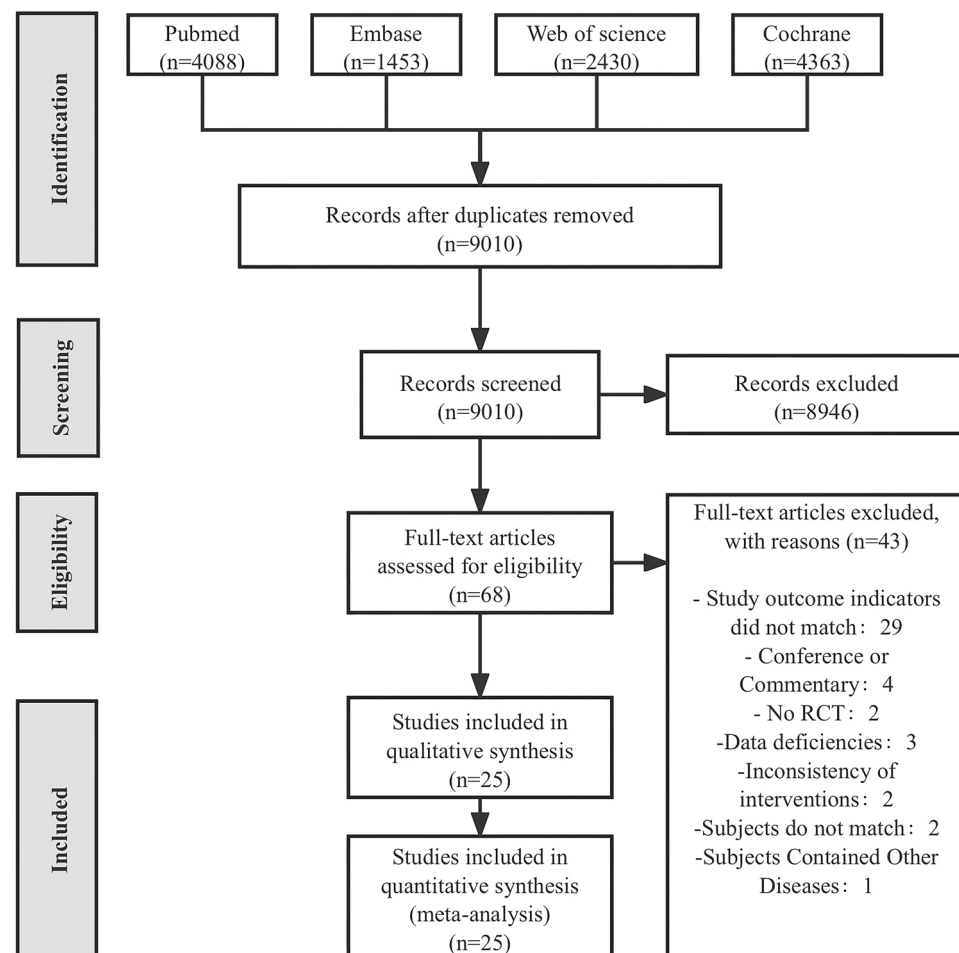 Identification
Pubmed
(n=4088)
Embase
(n=1453)
Web of science
(n=2430)
Cochrane
(n=4363)
Records after duplicates removed
(n=9010)
Screening
Records screened
(n=9010)
Records excluded
(n=8946)
Eligibility
Full-text articles
assessed for eligibility
(n=68)
Full-text articles excluded,
with reasons (n=43)
- Study outcome indicators
did not match：29
- Conference or
Commentary：4
- No RCT：2
-Data deficiencies：3
-Inconsistency of
interventions：2
-Subjects do not match：2
-Subjects Contained Other
Diseases：1
Included
Studies included in
qualitative synthesis
(n=25)
Studies included in
quantitative synthesis
(meta-analysis)
(n=25)